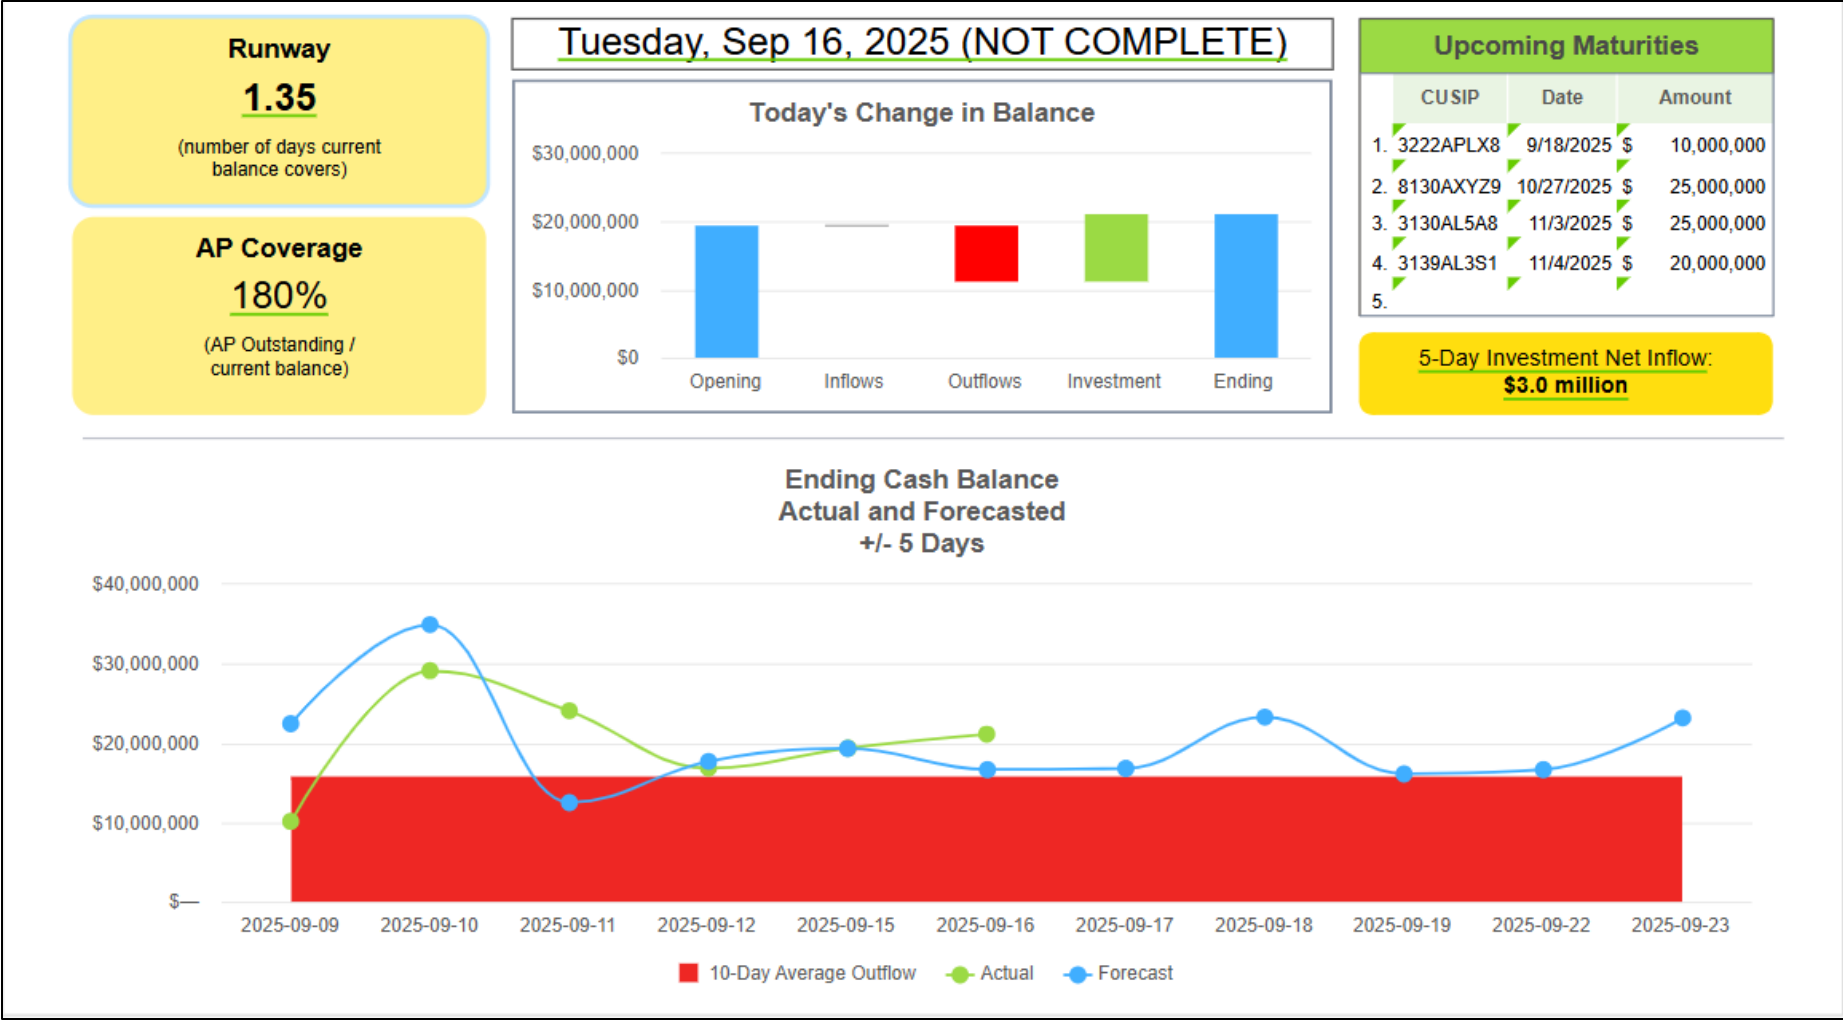 Runway
1.35
(number of days current
balance covers)
AP Coverage
180%
(AP Outstanding /
current balance)
Tuesday, Sep 16, 2025 (NOT COMPLETE)
Today's Change in Balance
$30,000,000
$20,000,000
$10,000,000
$0
Opening Inflows Outflows Investment Ending
Upcoming Maturities
CUSIP Date Amount
1. 3222APLX8 9/18/2025 $ 10,000,000
2. 8130AXYZ9 10/27/2025 $ 25,000,000
3. 3130AL5A8 11/3/2025 $ 25,000,000
4. 3139AL3S1 11/4/2025 $ 20,000,000
5.
5-Day Investment Net Inflow:
$3.0 million
Ending Cash Balance
Actual and Forecasted
+/- 5 Days
$40,000,000
$30,000,000
$20,000,000
$10,000,000
$—
2025-09-09 2025-09-10 2025-09-11 2025-09-12 2025-09-15 2025-09-16 2025-09-17 2025-09-18 2025-09-19 2025-09-22 2025-09-23
10-Day Average Outflow Actual Forecast